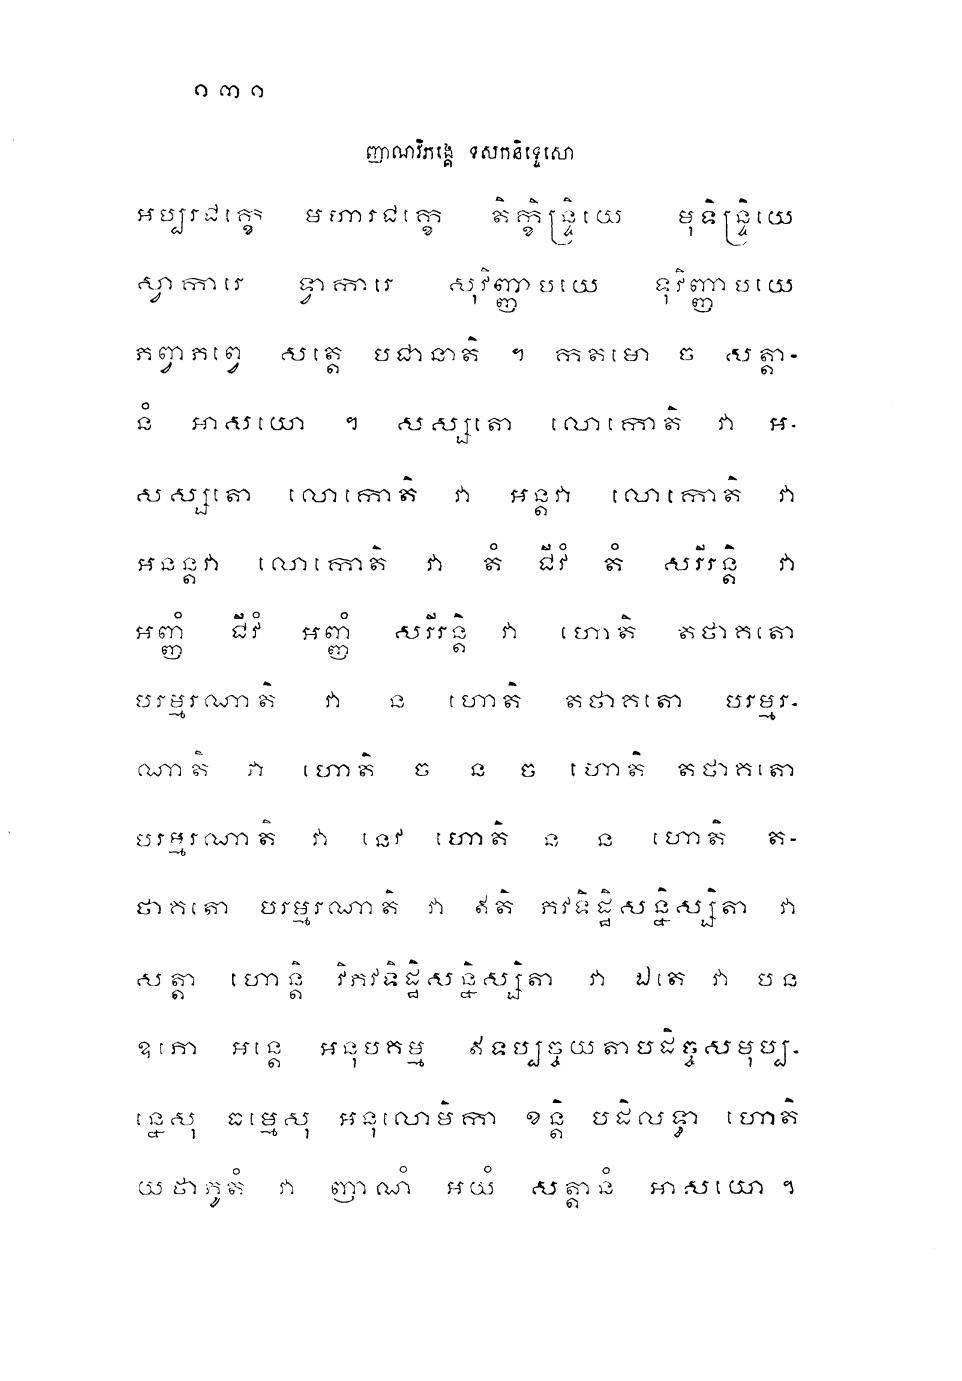 ១៣១
ញាណវិភង្គេ ទសកនិទ្ទេសោ
អប្បរជក្ខេ មហារជក្ខេ តិក្ខិន្ទ្រិយេ មុទិន្ទ្រិយេ
ស្វាការេ ទ្វាការេ សុវិញ្ញាបយេ ទុវិញ្ញាបយេ
ភព្វាភព្វេ សត្តេ បជានាតិ ។ កតមោ ច សត្តា-
នំ អាសយោ ។ សស្សតោ លោកោតិ វា អ-
សស្សតោ លោកោតិ វា អន្តវា លោកោតិ វា
អនន្តវា លោកោតិ វា តំ ជីវំ តំ សរីរន្តិ វា
អញ្ញំ ជីវំ អញ្ញំ សរីរន្តិ វា ហោតិ តថាគតោ
បរម្មរណាតិ វា ន ហោតិ តថាគតោ បរម្មរ-
ណាតិ វា ហោតិ ច ន ច ហោតិ តថាគតោ
បរម្មរណាតិ វា នេវ ហោតិ ន ន ហោតិ ត-
ថាគតោ បរម្មរណាតិ វា ឥតិ ភវទិដ្ឋិសន្និស្សិតា វា
សត្តា ហោន្តិ វិភវទិដ្ឋិសន្និស្សិតា វា ឯតេ វា បន
ឧភោ អន្តេ អនុបគម្ម ឥទប្បច្ចយតាបដិច្ចសមុប្ប-
ន្នេសុ ធម្មេសុ អនុលោមិកា ខន្តិ បដិលទ្ធា ហោតិ
យថាភូតំ វា ញាណំ អយំ សត្តានំ អាសយោ ។